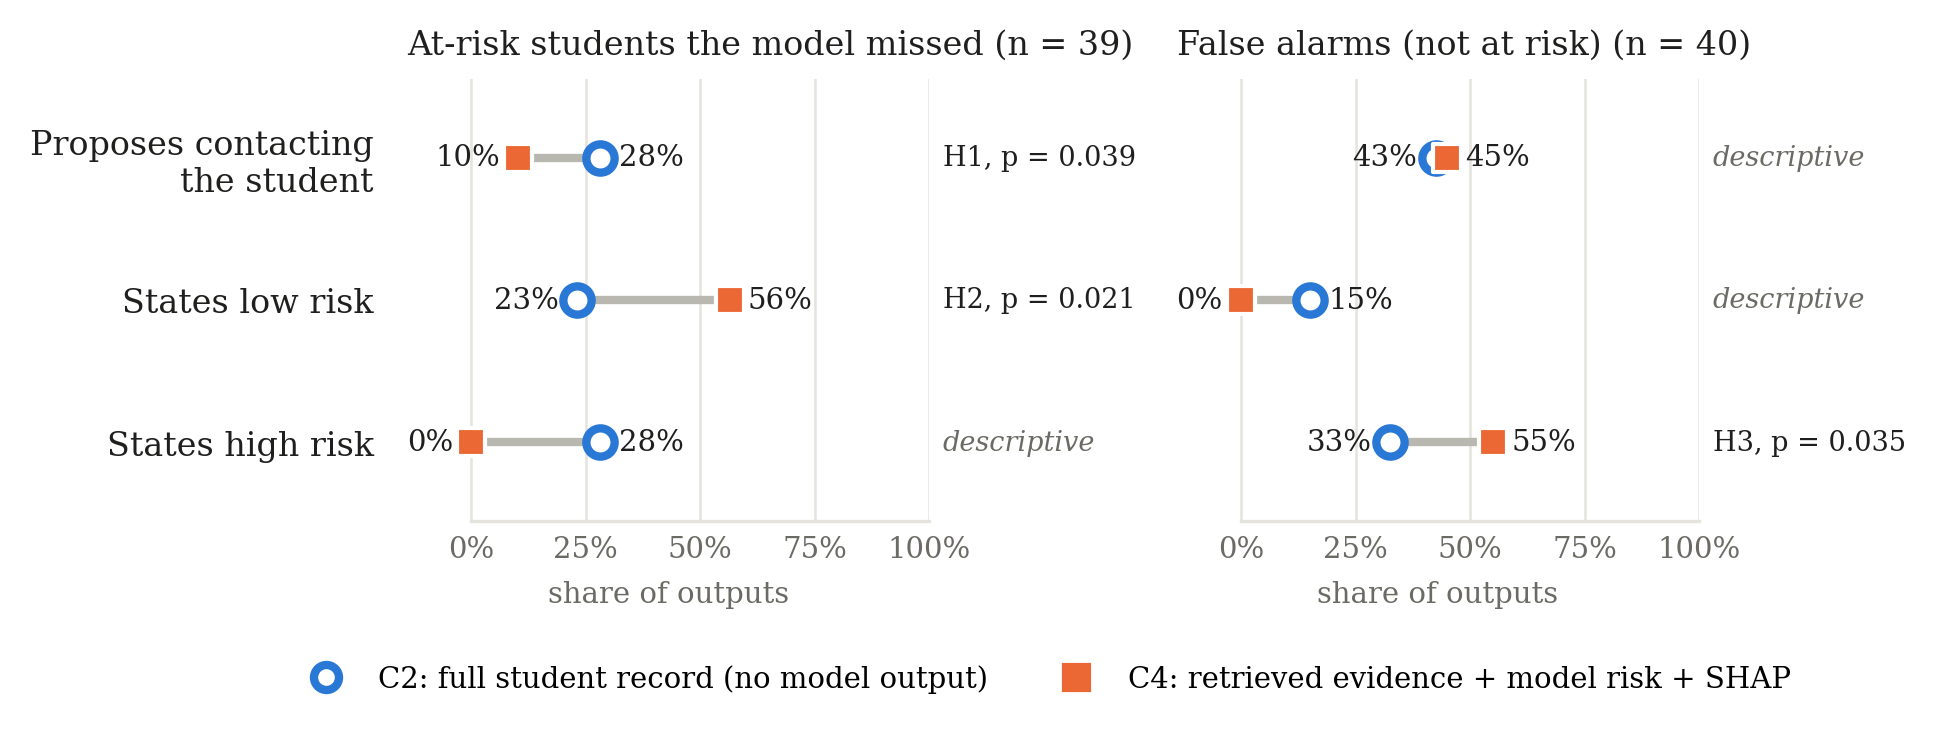 At-risk students the model missed (n = 39)
False alarms (not at risk) (n = 40)
Proposes contacting
the student
10%
28%
H1, p = 0.039
43%
45%
descriptive
States low risk
23%
56%
H2, p = 0.021
0%
15%
descriptive
States high risk
0%
28%
descriptive
33%
55%
H3, p = 0.035
0%
25%
50%
75%
100%
0%
25%
50%
75%
100%
share of outputs
share of outputs
C2: full student record (no model output)
C4: retrieved evidence + model risk + SHAP